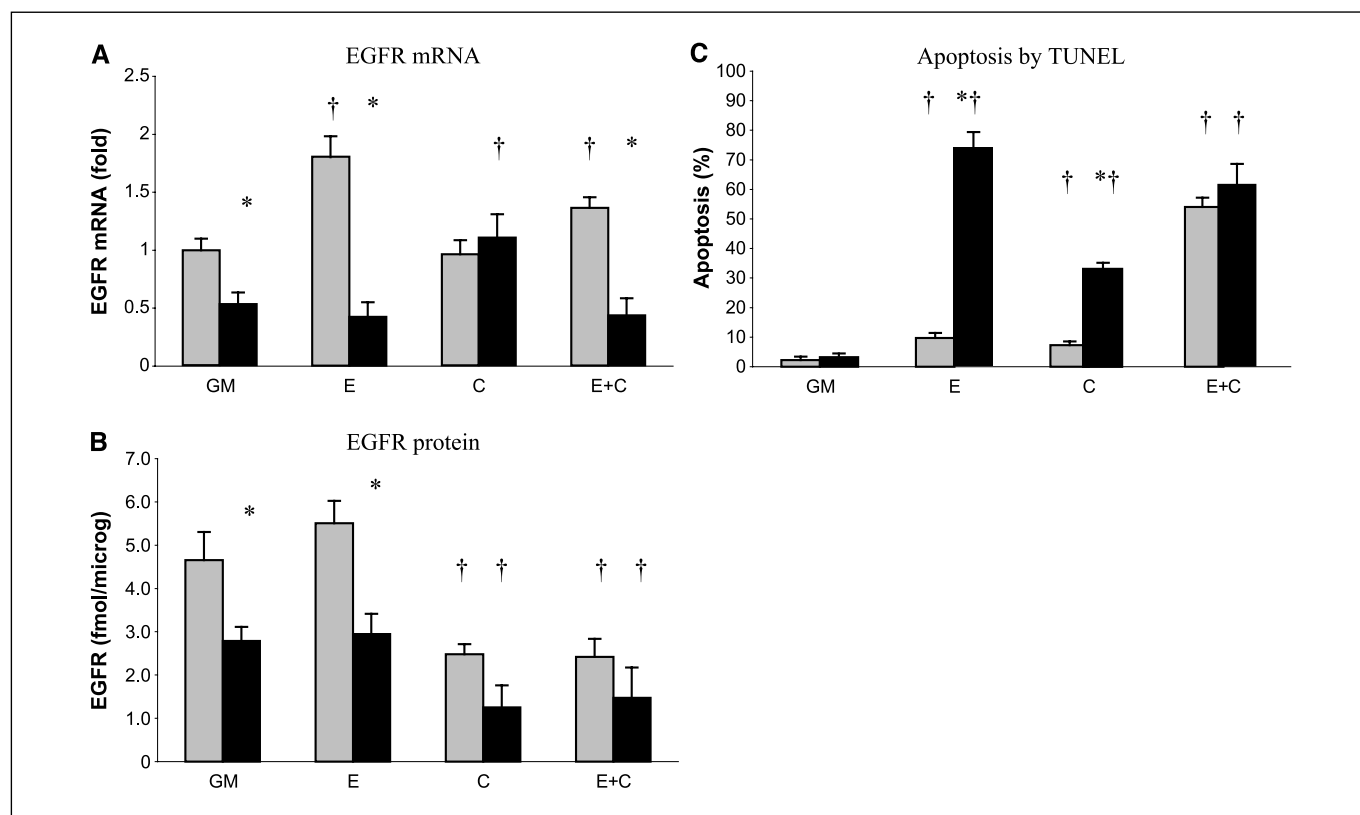 A
EGFR mRNA
EGFR mRNA (fold)
2.5
2
1.5
1
0.5
0
* † * † † *
GM E C E+C
B
EGFR protein
EGFR (fmol/microg)
7.0
6.0
5.0
4.0
3.0
2.0
1.0
0
* * † † † †
GM E C E+C
C
Apoptosis by TUNEL
Apoptosis (%)
100
90
80
70
60
50
40
30
20
10
0
† *† † *† † †
GM E C E+C